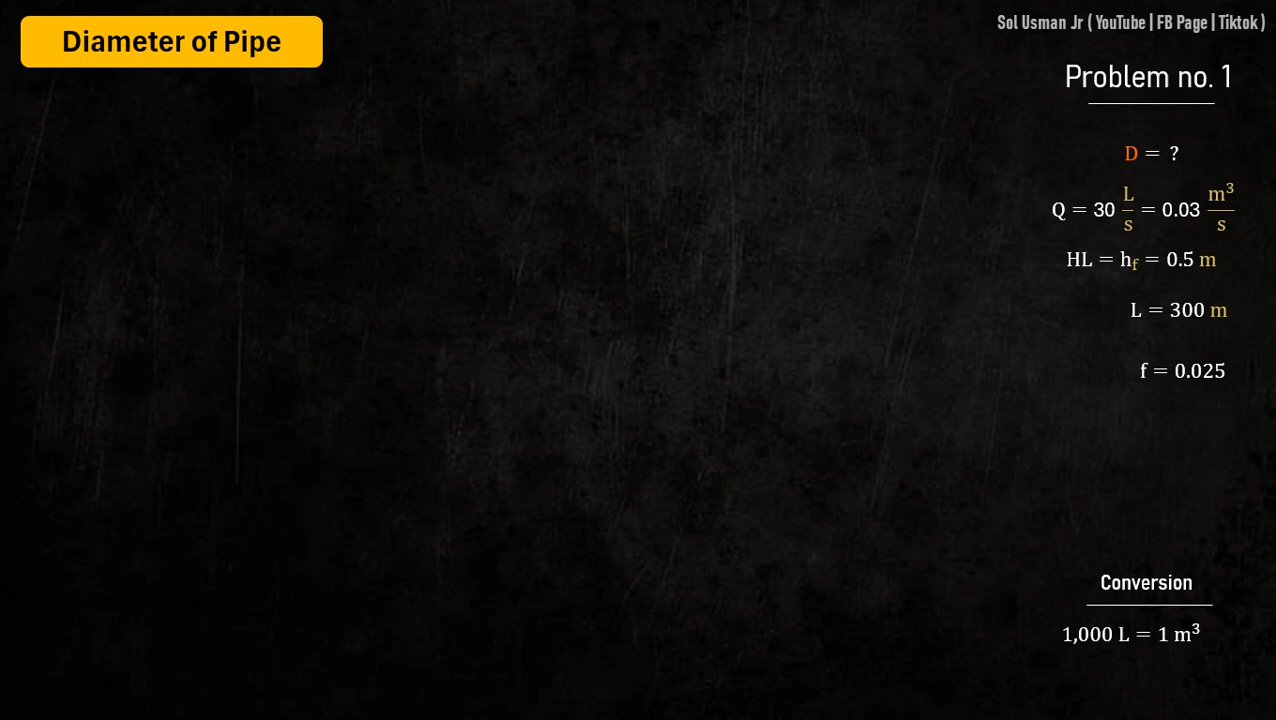 Diameter of Pipe
Sol Usman Jr ( YouTube | FB Page | Tiktok )
Problem no. 1
D = ?
Q = 30 L/s = 0.03 m³/s
HL = h_f = 0.5 m
L = 300 m
f = 0.025
Conversion
1,000 L = 1 m³